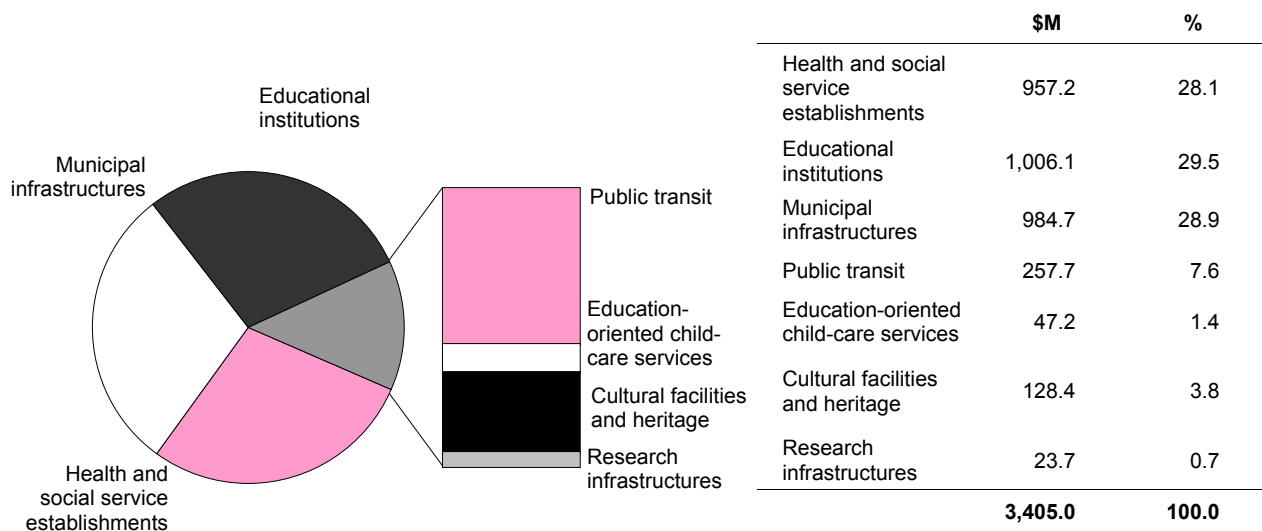 Educational
institutions
Municipal
infrastructures
Health and
social service
establishments
Public transit
Education-
oriented child-
care services
Cultural facilities
and heritage
Research
infrastructures
$M %
Health and social
service
establishments
957.2 28.1
Educational
institutions
1,006.1 29.5
Municipal
infrastructures
984.7 28.9
Public transit 257.7 7.6
Education-oriented
child-care services
47.2 1.4
Cultural facilities
and heritage
128.4 3.8
Research
infrastructures
23.7 0.7
3,405.0 100.0